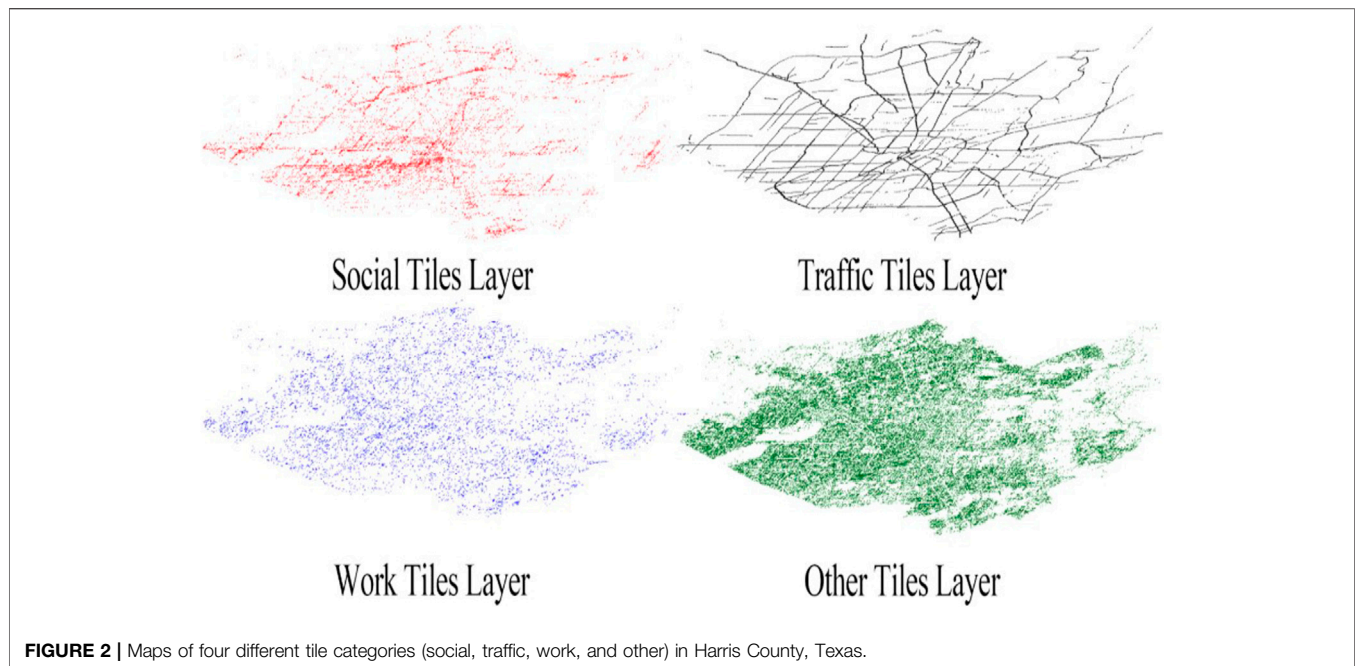 Social Tiles Layer
Traffic Tiles Layer
Work Tiles Layer
Other Tiles Layer
FIGURE 2 | Maps of four different tile categories (social, traffic, work, and other) in Harris County, Texas.